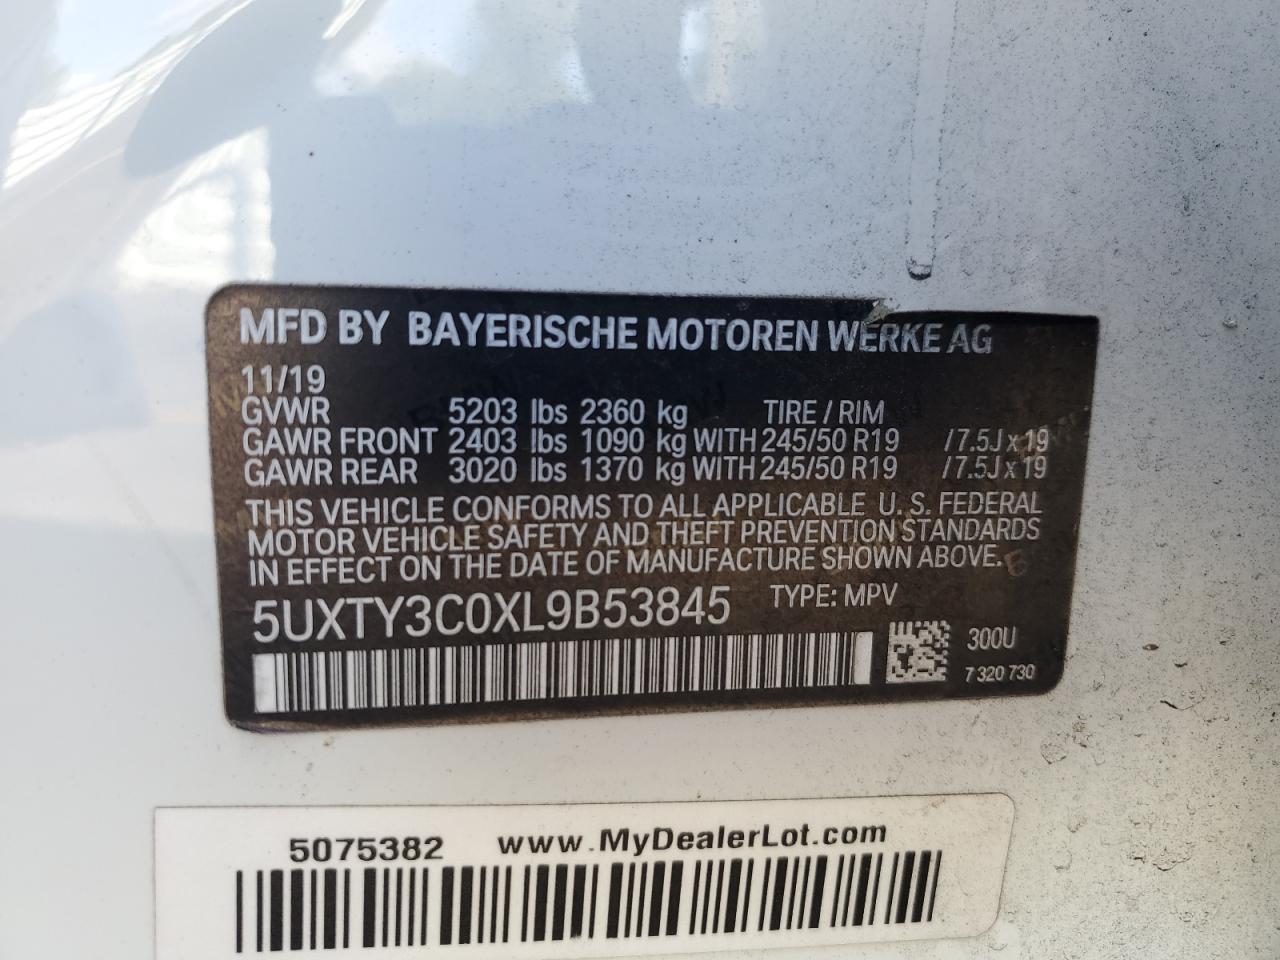 MFD BY BAYERISCHE MOTOREN WERKE AG
11/19
GVWR 5203 lbs 2360 kg TIRE / RIM
GAWR FRONT 2403 lbs 1090 kg WITH 245/50 R19 / 7.5J x 19
GAWR REAR 3020 lbs 1370 kg WITH 245/50 R19 / 7.5J x 19
THIS VEHICLE CONFORMS TO ALL APPLICABLE U. S. FEDERAL
MOTOR VEHICLE SAFETY AND THEFT PREVENTION STANDARDS
IN EFFECT ON THE DATE OF MANUFACTURE SHOWN ABOVE.
5UXTY3C0XL9B53845 TYPE: MPV
300U
7 320 730
5075382 www.MyDealerLot.com